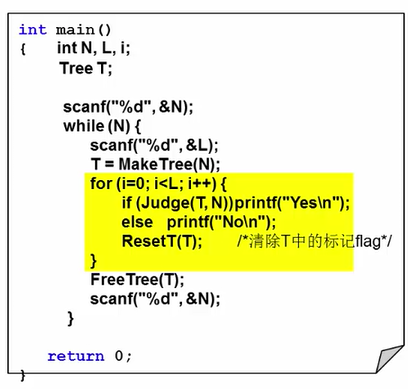 int main()
{ int N, L, i;
Tree T;
scanf("%d", &N);
while (N) {
scanf("%d", &L);
T = MakeTree(N);
for (i=0; i<L; i++) {
if (Judge(T, N))printf("Yes\n");
else printf("No\n");
ResetT(T); /*清除T中的标记flag*/
}
FreeTree(T);
scanf("%d", &N);
}
return 0;
}